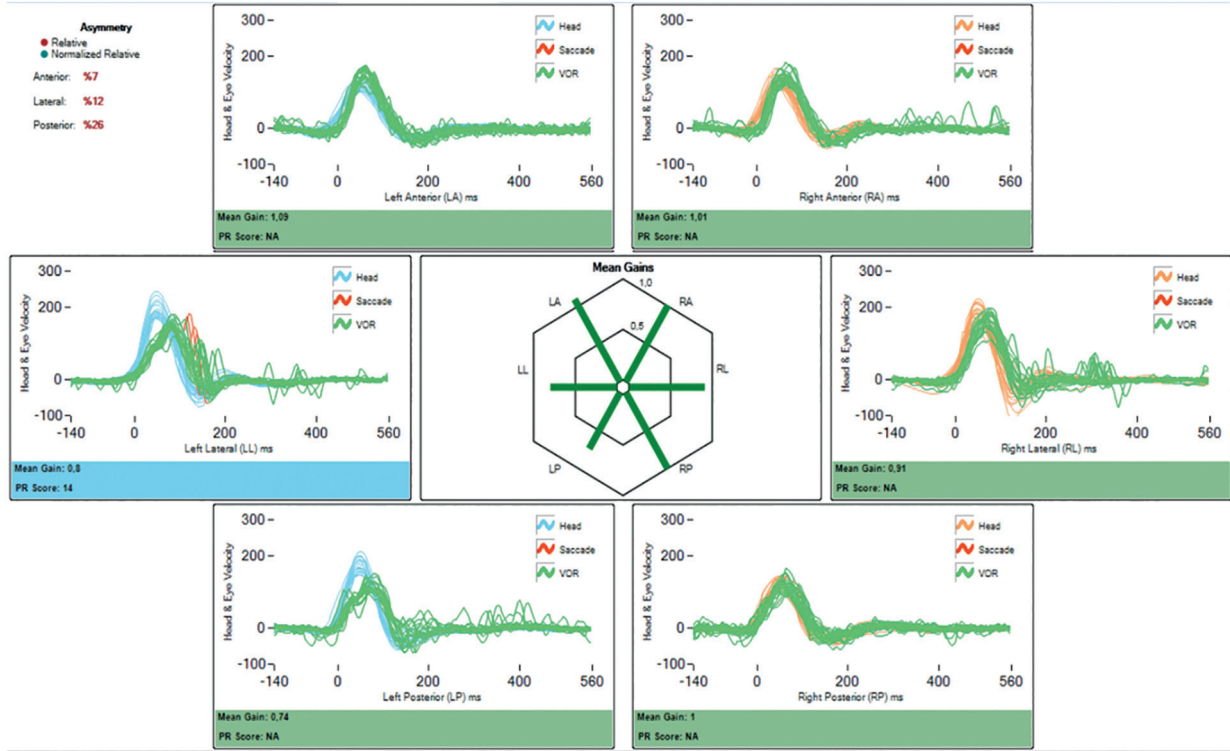 Asymmetry
Relative
Normalized Relative
Anterior: %7
Lateral: %12
Posterior: %26
Head & Eye Velocity
300
200
100
0
-100
-140 0 200 400 560
Left Anterior (LA) ms
Head
Saccade
VOR
Mean Gain: 1,09
PR Score: NA
Head & Eye Velocity
300
200
100
0
-100
-140 0 200 400 560
Right Anterior (RA) ms
Head
Saccade
VOR
Mean Gain: 1,01
PR Score: NA
Head & Eye Velocity
300
200
100
0
-100
-140 0 200 400 560
Left Lateral (LL) ms
Head
Saccade
VOR
Mean Gain: 0,8
PR Score: 14
Mean Gains
1,0
LA RA
0,5
LL RL
LP RP
Head & Eye Velocity
300
200
100
0
-100
-140 0 200 400 560
Right Lateral (RL) ms
Head
Saccade
VOR
Mean Gain: 0,91
PR Score: NA
Head & Eye Velocity
300
200
100
0
-100
-140 0 200 400 560
Left Posterior (LP) ms
Head
Saccade
VOR
Mean Gain: 0,74
PR Score: NA
Head & Eye Velocity
300
200
100
0
-100
-140 0 200 400 560
Right Posterior (RP) ms
Head
Saccade
VOR
Mean Gain: 1
PR Score: NA